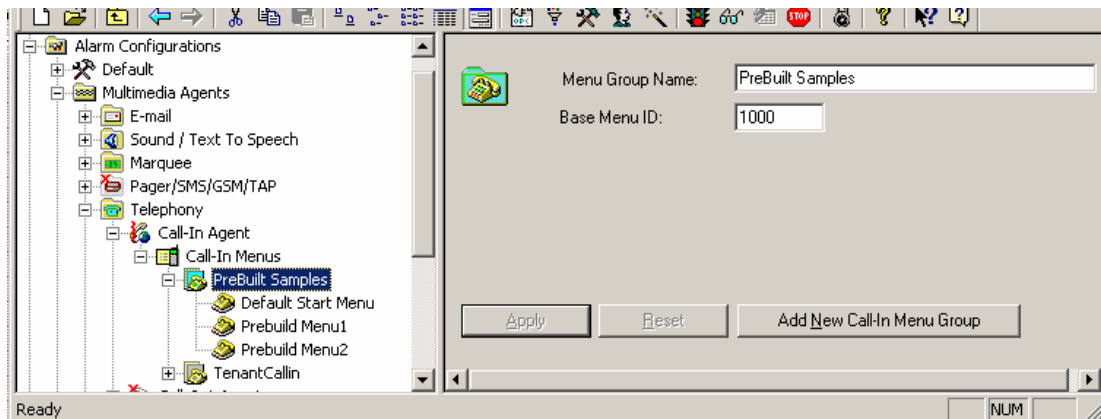 OPC
STOP
Alarm Configurations
Default
Multimedia Agents
E-mail
Sound / Text To Speech
Marquee
Pager/SMS/GSM/TAP
Telephony
Call-In Agent
Call-In Menus
PreBuilt Samples
Default Start Menu
Prebuild Menu1
Prebuild Menu2
TenantCallin
Menu Group Name: PreBuilt Samples
Base Menu ID: 1000
Apply Reset Add New Call-In Menu Group
Ready NUM